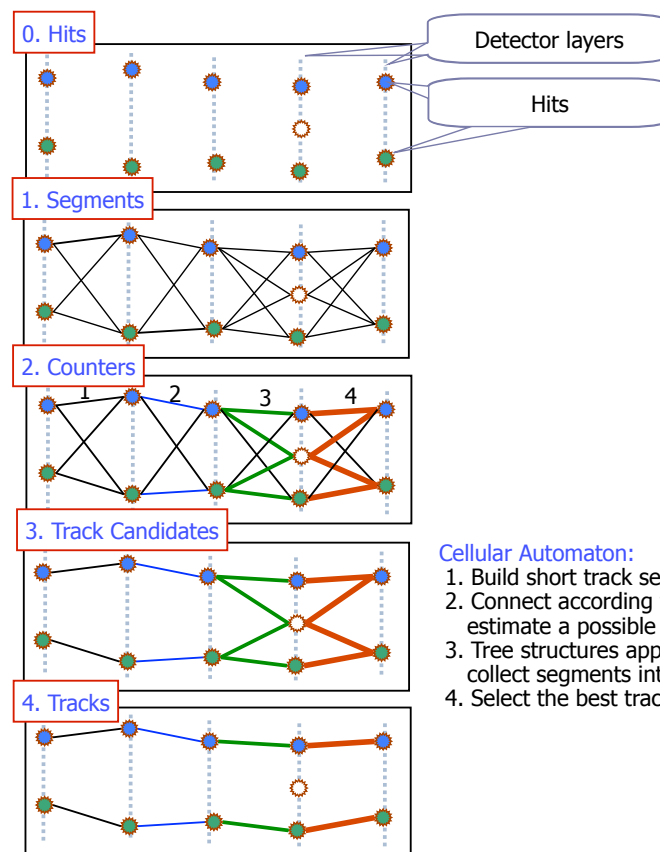 0. Hits
Detector layers
Hits
1. Segments
2. Counters
1 2 3 4
3. Track Candidates
Cellular Automaton:
1. Build short track se
2. Connect according
estimate a possible
3. Tree structures app
collect segments int
4. Select the best trac
4. Tracks